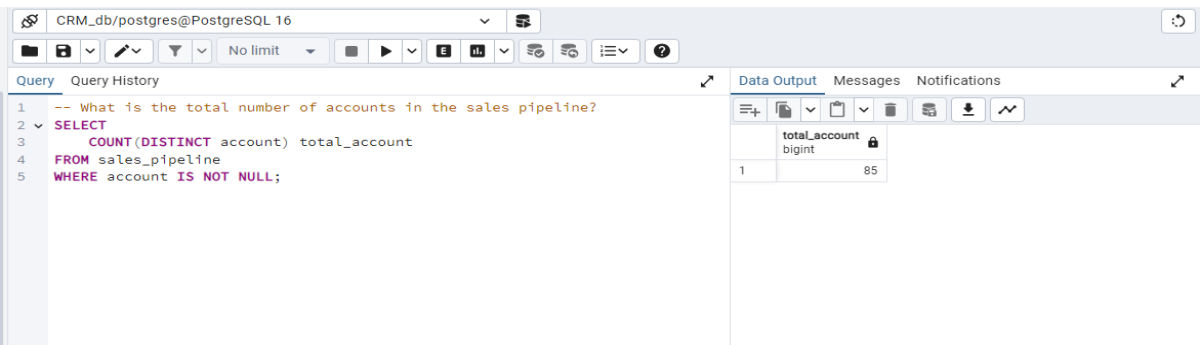 CRM_db/postgres@PostgreSQL 16
No limit
E
Query Query History
1 -- What is the total number of accounts in the sales pipeline?
2 SELECT
3 COUNT(DISTINCT account) total_account
4 FROM sales_pipeline
5 WHERE account IS NOT NULL;
Data Output Messages Notifications
total_account
bigint
1 85